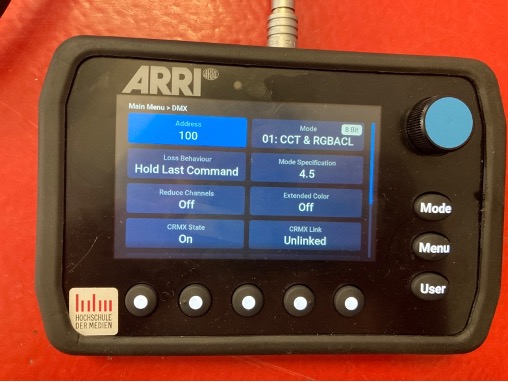 ARRI
Main Menu > DMX
Address
100
Mode
8 Bit
01: CCT & RGBACL
Loss Behaviour
Hold Last Command
Mode Specification
4.5
Reduce Channels
Off
Extended Color
Off
CRMX State
On
CRMX Link
Unlinked
Mode
Menu
User
HOCHSCHULE
DER MEDIEN